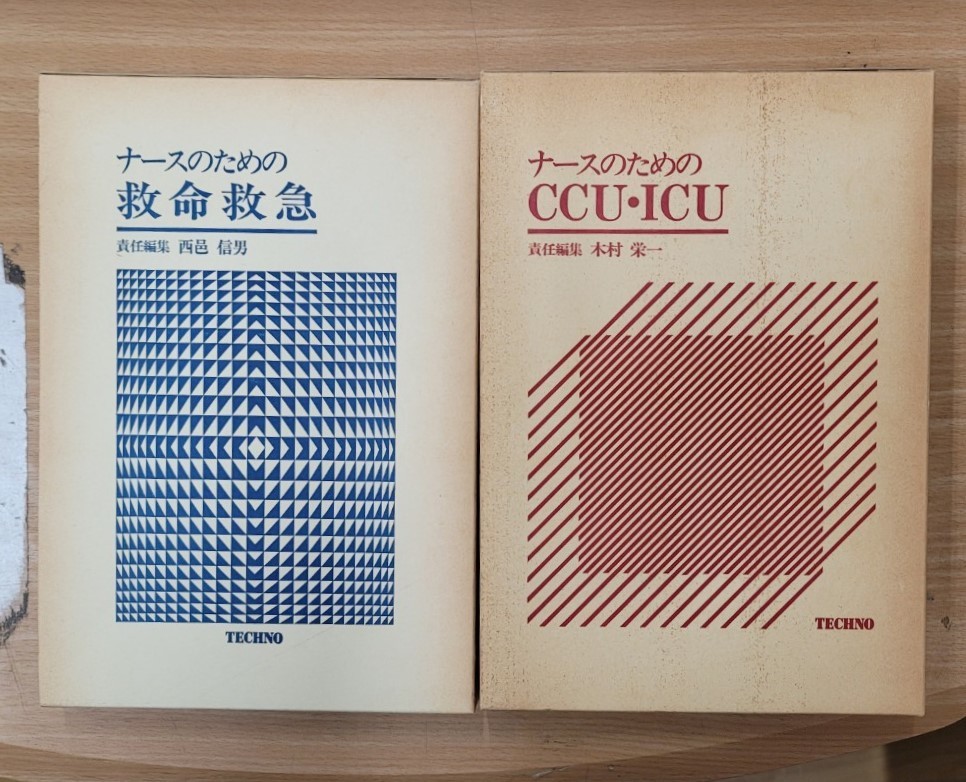 ナースのための
救命救急
責任編集 西邑 信男
TECHNO
ナースのための
CCU・ICU
責任編集 木村 栄一
TECHNO